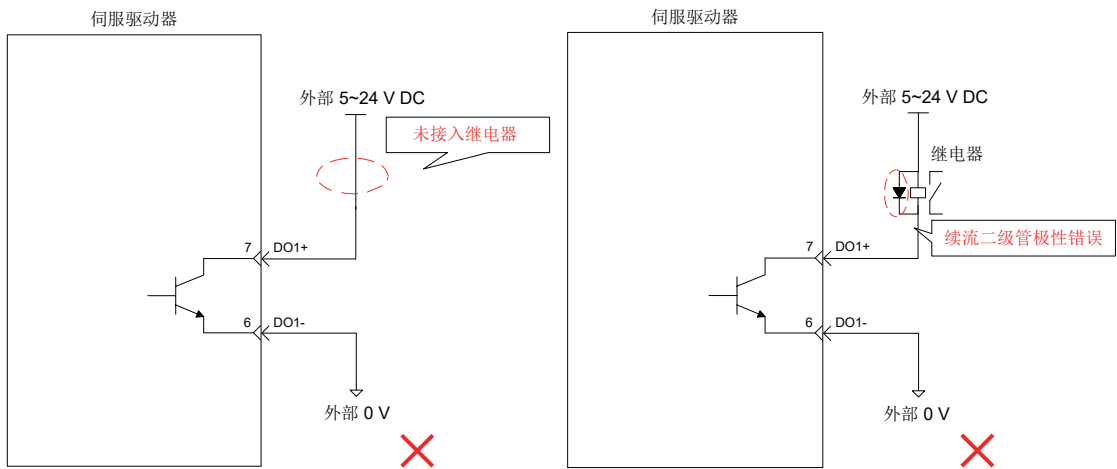 伺服驱动器
外部 5~24 V DC
未接入继电器
7
DO1+
6
DO1-
外部 0 V
伺服驱动器
外部 5~24 V DC
继电器
续流二级管极性错误
7
DO1+
6
DO1-
外部 0 V